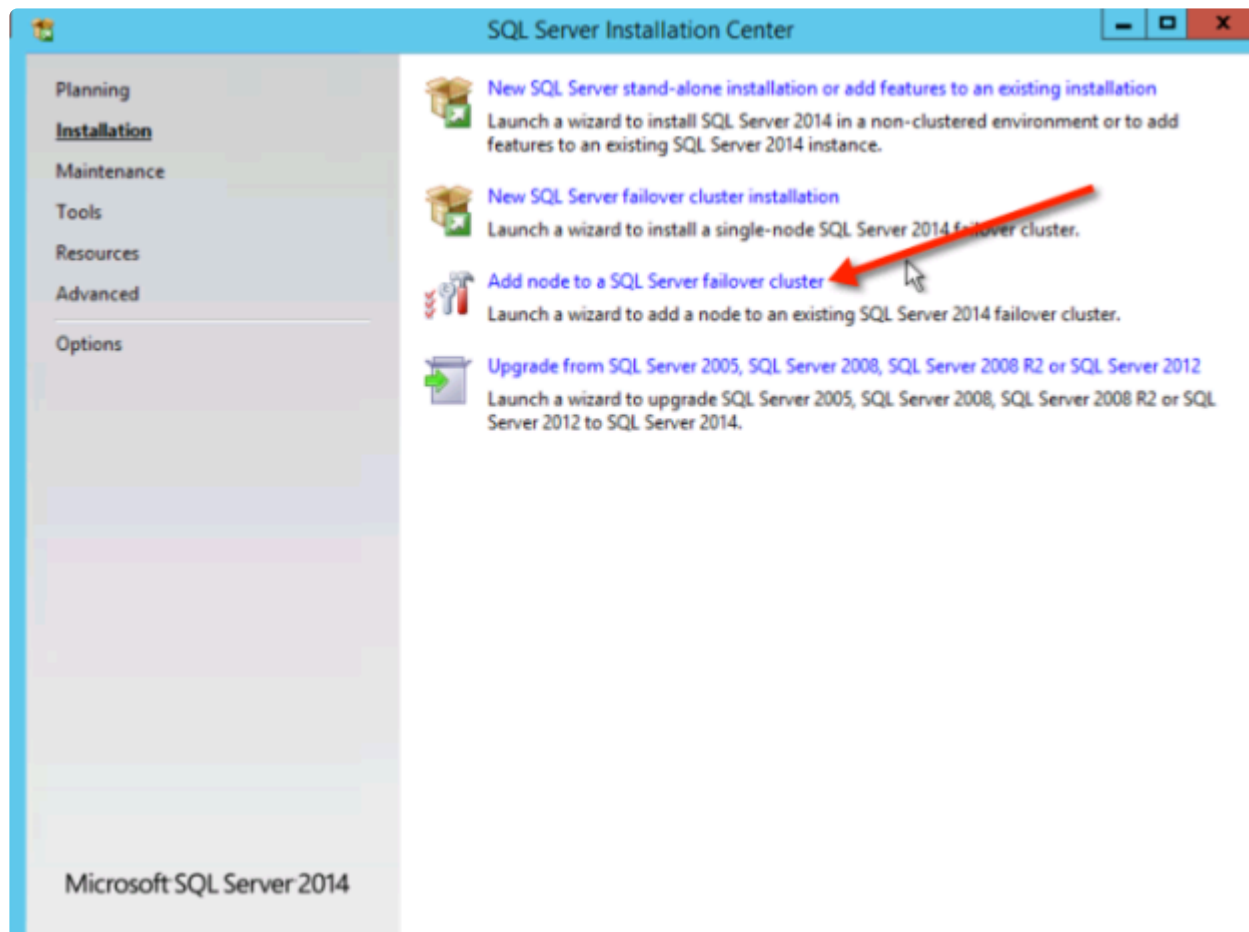 SQL Server Installation Center
Planning
Installation
Maintenance
Tools
Resources
Advanced
Options
New SQL Server stand-alone installation or add features to an existing installation
Launch a wizard to install SQL Server 2014 in a non-clustered environment or to add
features to an existing SQL Server 2014 instance.
New SQL Server failover cluster installation
Launch a wizard to install a single-node SQL Server 2014 failover cluster.
Add node to a SQL Server failover cluster
Launch a wizard to add a node to an existing SQL Server 2014 failover cluster.
Upgrade from SQL Server 2005, SQL Server 2008, SQL Server 2008 R2 or SQL Server 2012
Launch a wizard to upgrade SQL Server 2005, SQL Server 2008, SQL Server 2008 R2 or SQL
Server 2012 to SQL Server 2014.
Microsoft SQL Server 2014